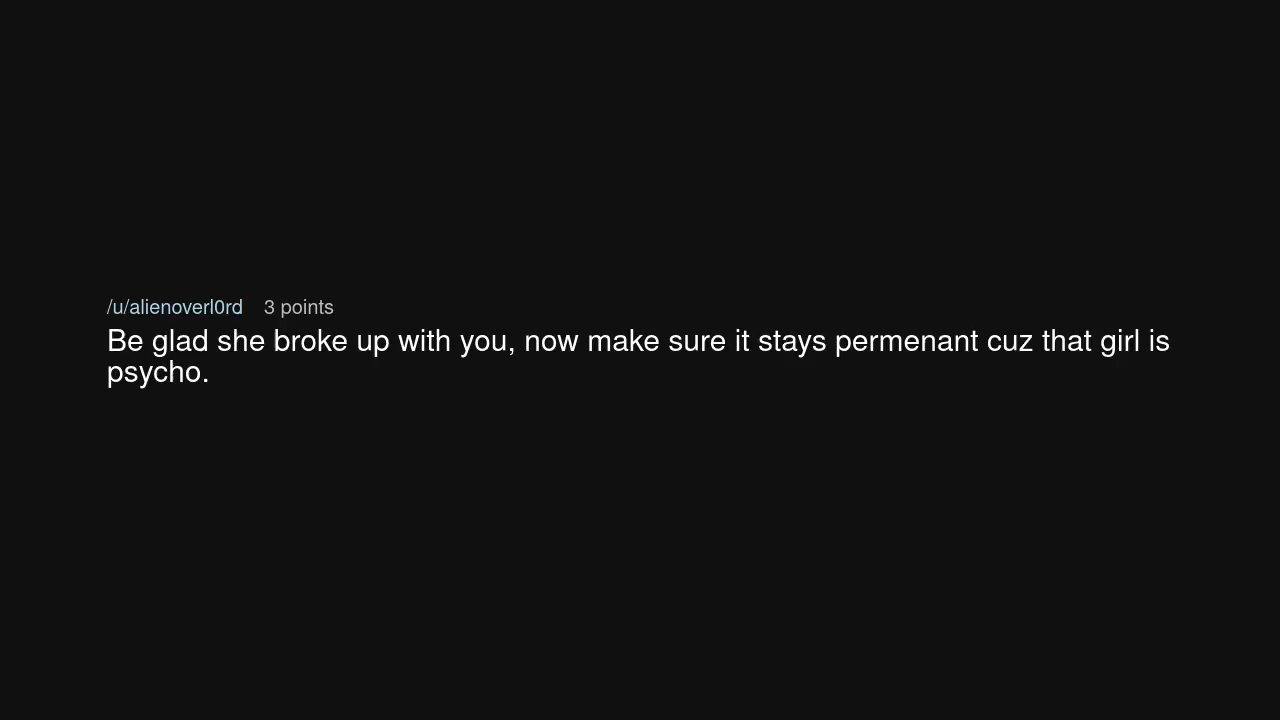 /u/alienoverl0rd 3 points
Be glad she broke up with you, now make sure it stays permenant cuz that girl is
psycho.